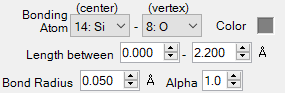 (center) (vertex)
Bonding
Atom 14: Si - 8: O Color
Length between 0.000 - 2.200 Å
Bond Radius 0.050 Å Alpha 1.0